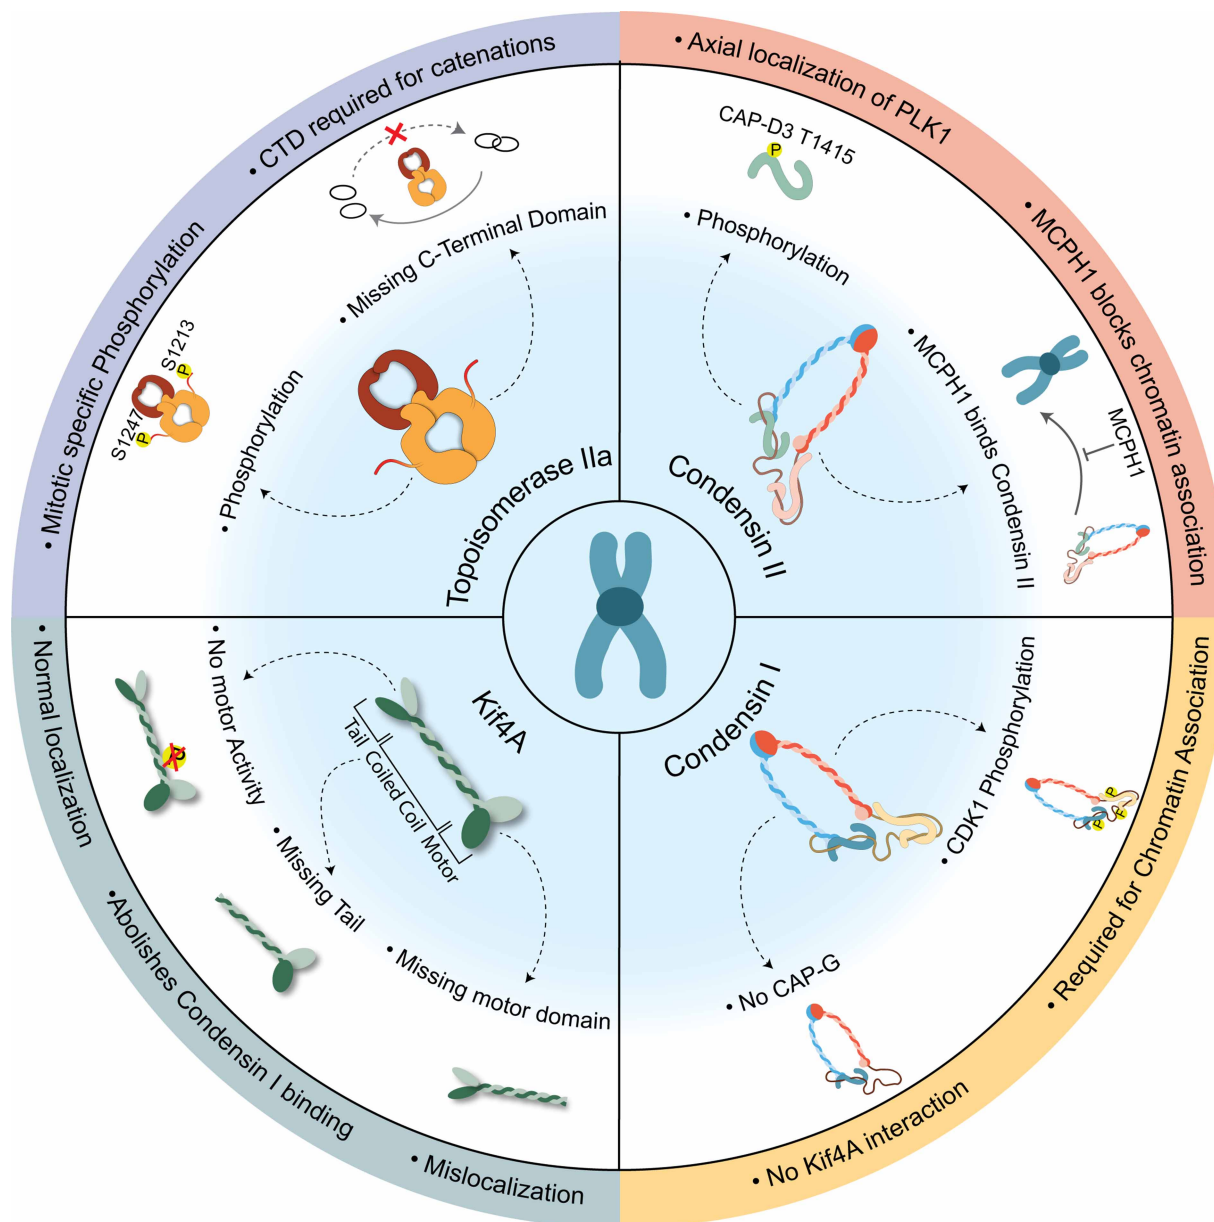 • CTD required for catenations
• Mitotic specific Phosphorylation
• Missing C-Terminal Domain
• Phosphorylation
S1213
P
S1247
P
Topoisomerase IIa
• Axial localization of PLK1
• MCPH1 blocks chromatin association
CAP-D3 T1415
P
• Phosphorylation
• MCPH1 binds Condensin II
MCPH1
Condensin II
• Normal localization
• Abolishes Condensin I binding
• Mislocalization
• No motor Activity
• Missing Tail
• Missing motor domain
Kif4A
Tail
Coiled Coil
Motor
Condensin I
• CDK1 Phosphorylation
P
P
P
• No CAP-G
• Required for Chromatin Association
• No Kif4A interaction